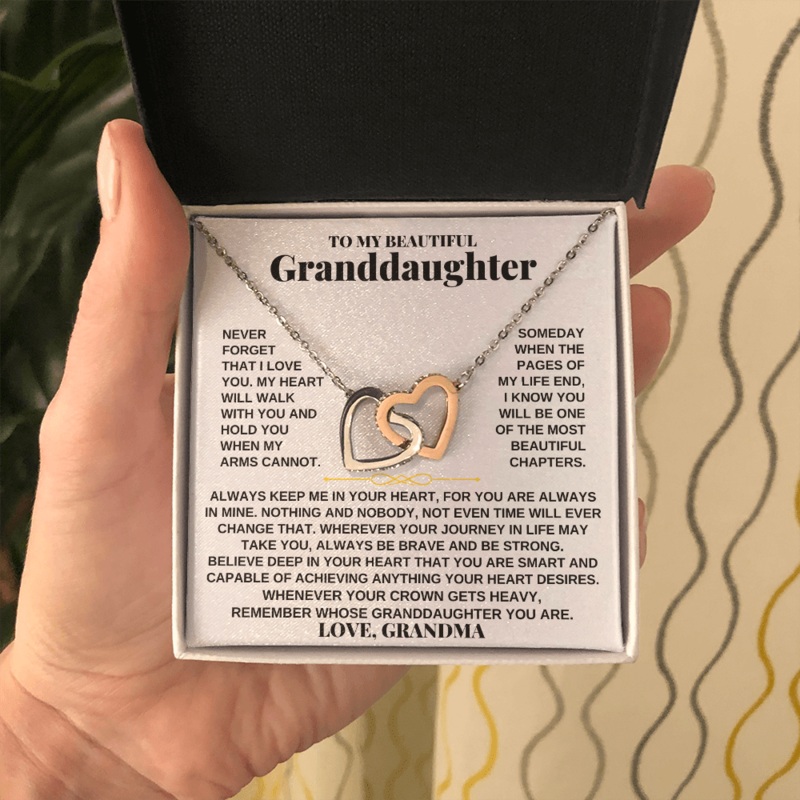 TO MY BEAUTIFUL
Granddaughter
NEVER
FORGET
THAT I LOVE
YOU. MY HEART
WILL WALK
WITH YOU AND
HOLD YOU
WHEN MY
ARMS CANNOT.
SOMEDAY
WHEN THE
PAGES OF
MY LIFE END,
I KNOW YOU
WILL BE ONE
OF THE MOST
BEAUTIFUL
CHAPTERS.
ALWAYS KEEP ME IN YOUR HEART, FOR YOU ARE ALWAYS
IN MINE. NOTHING AND NOBODY, NOT EVEN TIME WILL EVER
CHANGE THAT. WHEREVER YOUR JOURNEY IN LIFE MAY
TAKE YOU, ALWAYS BE BRAVE AND BE STRONG.
BELIEVE DEEP IN YOUR HEART THAT YOU ARE SMART AND
CAPABLE OF ACHIEVING ANYTHING YOUR HEART DESIRES.
WHENEVER YOUR CROWN GETS HEAVY,
REMEMBER WHOSE GRANDDAUGHTER YOU ARE.
LOVE, GRANDMA